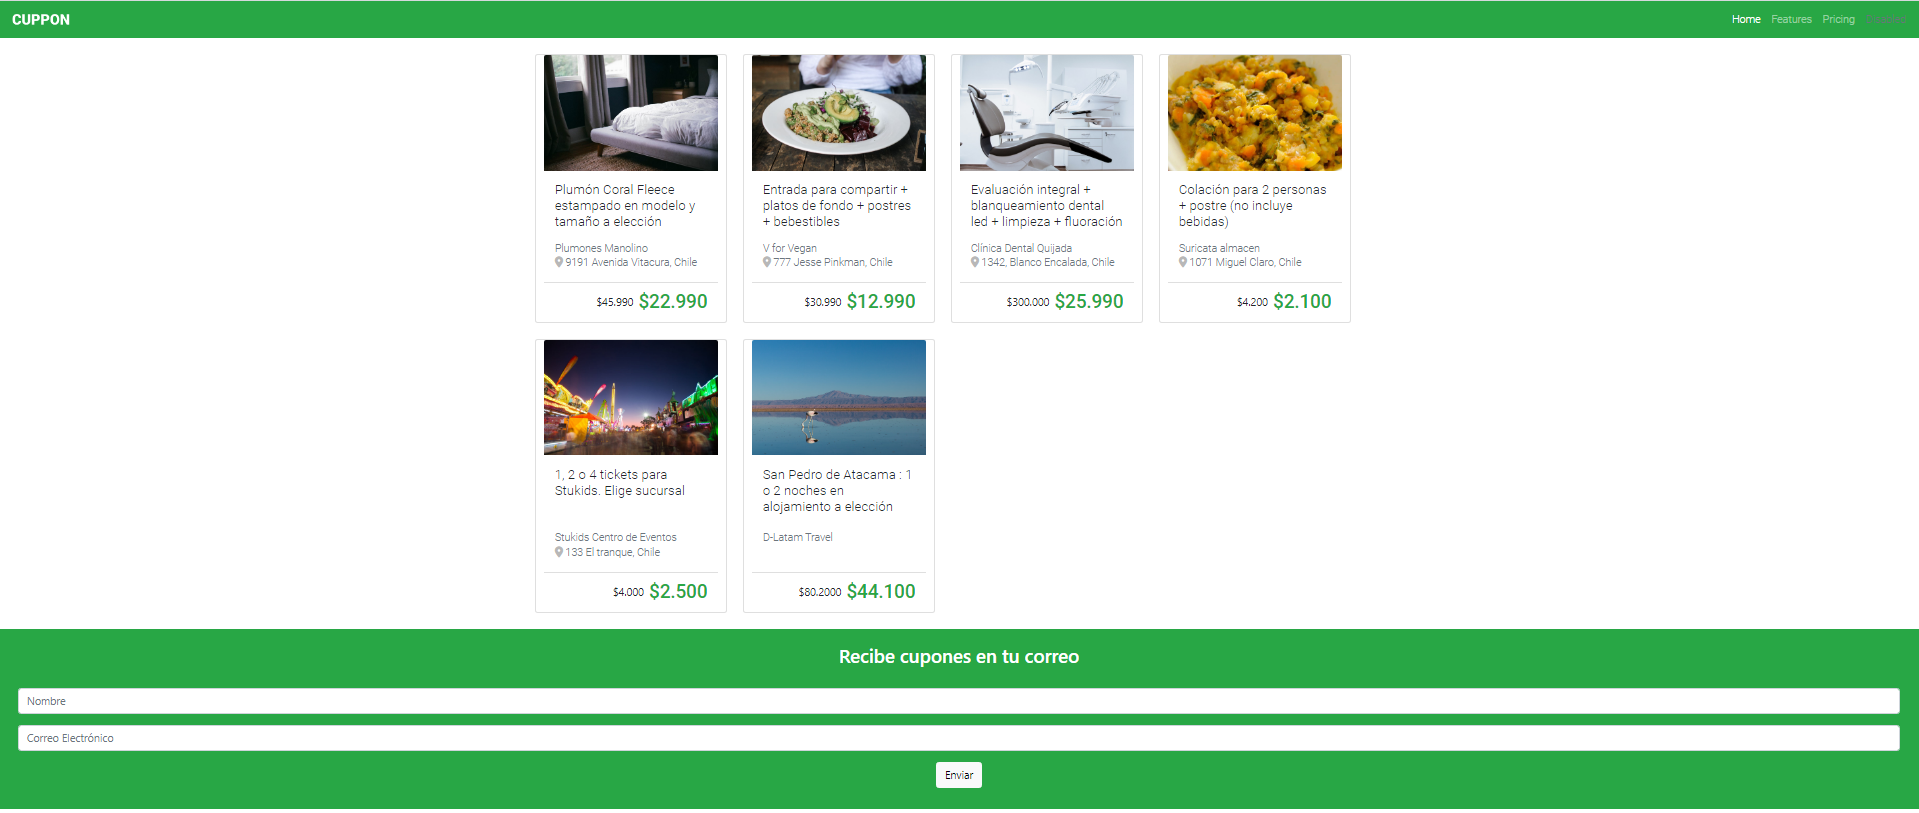 CUPPON
Home Features Pricing
Plumón Coral Fleece
estampado en modelo y
tamaño a elección
Plumones Manolino
9191 Avenida Vitacura, Chile
$45.990 $22.990
Entrada para compartir +
platos de fondo + postres
+ bebestibles
V for Vegan
777 Jesse Pinkman, Chile
$30.990 $12.990
Evaluación integral +
blanqueamiento dental
led + limpieza + fluoración
Clínica Dental Quijada
1342, Blanco Encalada, Chile
$300.000 $25.990
Colación para 2 personas
+ postre (no incluye
bebidas)
Suricata almacen
1071 Miguel Claro, Chile
$4.200 $2.100
1, 2 o 4 tickets para
Stukids. Elige sucursal
Stukids Centro de Eventos
133 El tranque, Chile
$4.000 $2.500
San Pedro de Atacama : 1
o 2 noches en
alojamiento a elección
D-Latam Travel
$80.2000 $44.100
Recibe cupones en tu correo
Nombre
Correo Electrónico
Enviar